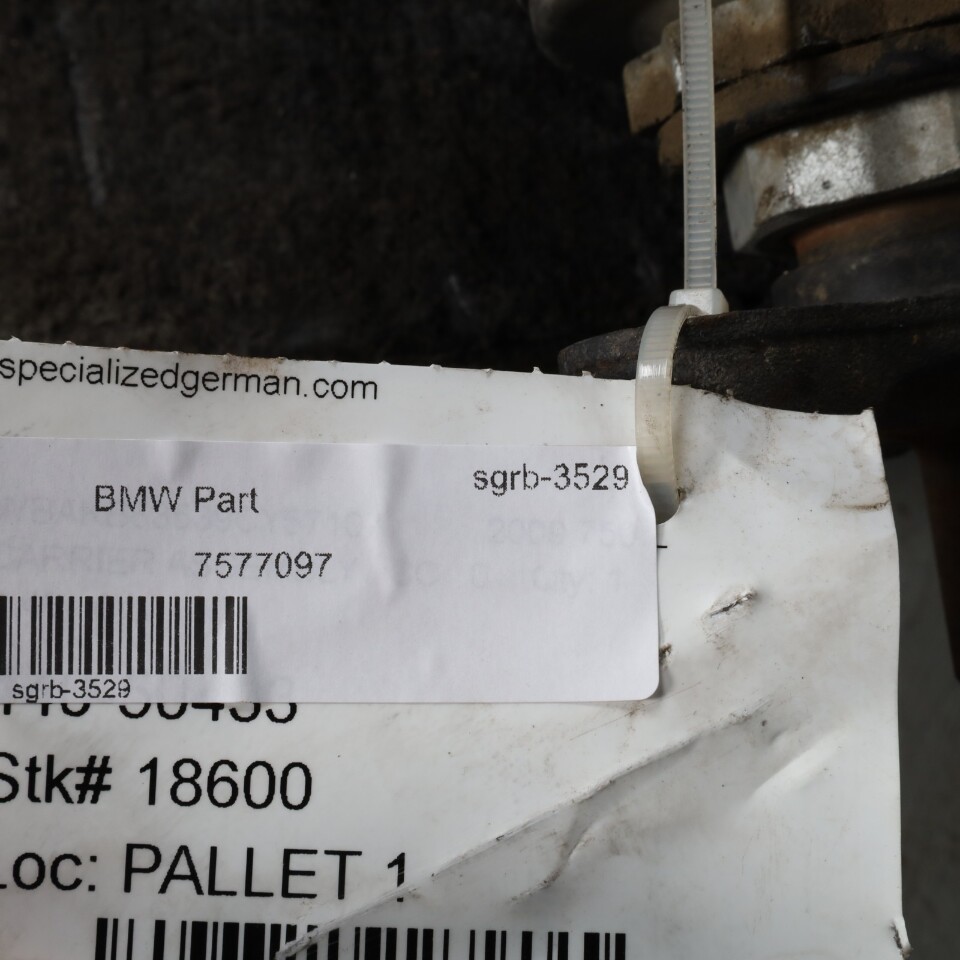 specializedgerman.com
BMW Part
sgrb-3529
7577097
sgrb-3529
Stk# 18600
Loc: PALLET 1